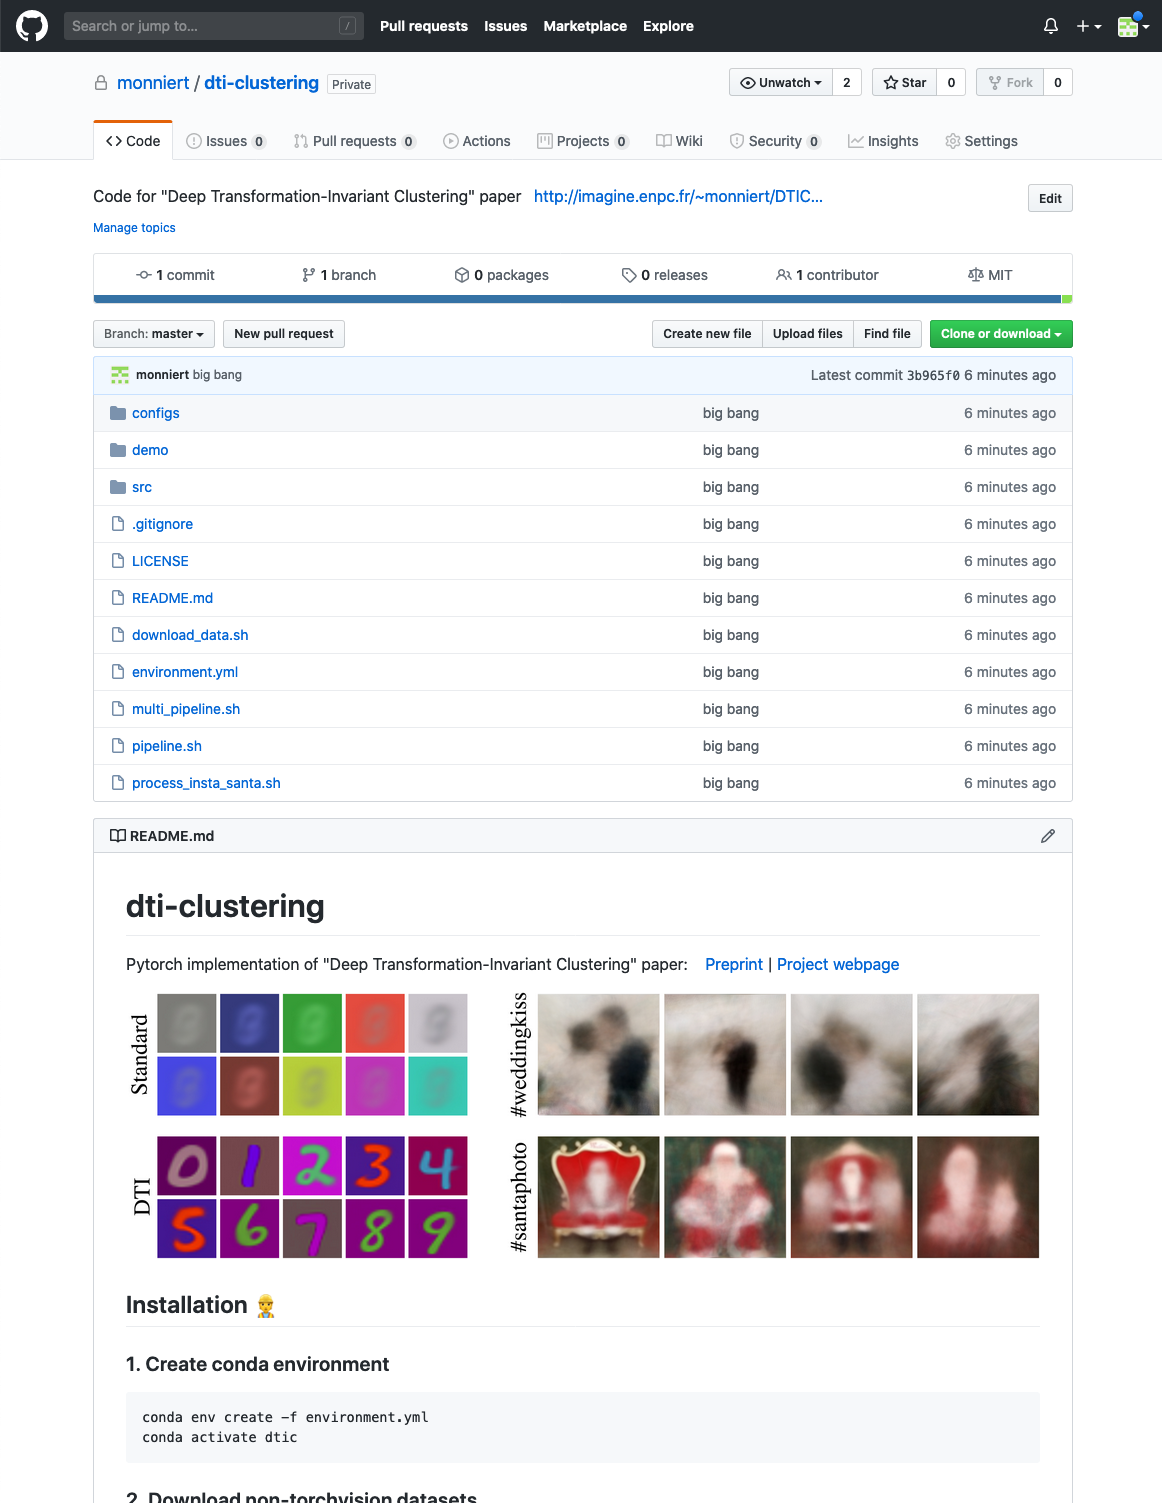 Search or jump to... / Pull requests Issues Marketplace Explore
monniert / dti-clustering Private Unwatch 2 Star 0 Fork 0
Code Issues 0 Pull requests 0 Actions Projects 0 Wiki Security 0 Insights Settings
Code for "Deep Transformation-Invariant Clustering" paper http://imagine.enpc.fr/~monniert/DTIC... Edit
Manage topics
1 commit 1 branch 0 packages 0 releases 1 contributor MIT
Branch: master New pull request Create new file Upload files Find file Clone or download
monniert big bang Latest commit 3b965f0 6 minutes ago
configs big bang 6 minutes ago
demo big bang 6 minutes ago
src big bang 6 minutes ago
.gitignore big bang 6 minutes ago
LICENSE big bang 6 minutes ago
README.md big bang 6 minutes ago
download_data.sh big bang 6 minutes ago
environment.yml big bang 6 minutes ago
multi_pipeline.sh big bang 6 minutes ago
pipeline.sh big bang 6 minutes ago
process_insta_santa.sh big bang 6 minutes ago
README.md
dti-clustering
Pytorch implementation of "Deep Transformation-Invariant Clustering" paper: Preprint | Project webpage
Standard
#weddingkiss
DTI
0 1 2 3 4
5 6 7 8 9
#santaphoto
Installation
1. Create conda environment
conda env create -f environment.yml
conda activate dtic
2. Download non-torchvision datasets